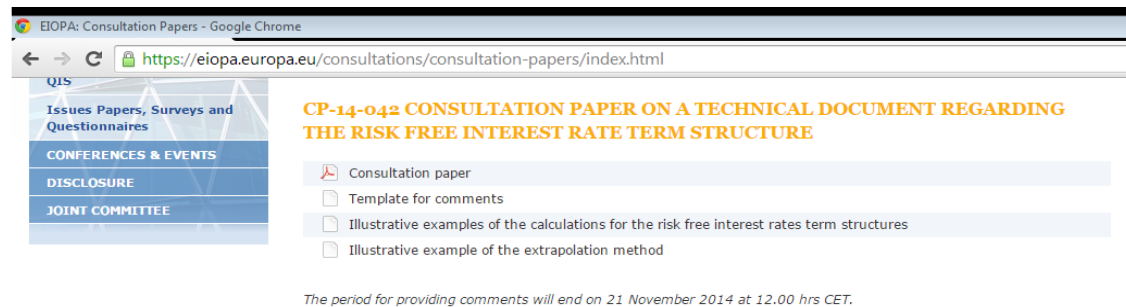 EIOPA: Consultation Papers - Google Chrome
https://eiopa.europa.eu/consultations/consultation-papers/index.html
QIS
Issues Papers, Surveys and
Questionnaires
CONFERENCES & EVENTS
DISCLOSURE
JOINT COMMITTEE
CP-14-042 CONSULTATION PAPER ON A TECHNICAL DOCUMENT REGARDING
THE RISK FREE INTEREST RATE TERM STRUCTURE
Consultation paper
Template for comments
Illustrative examples of the calculations for the risk free interest rates term structures
Illustrative example of the extrapolation method
The period for providing comments will end on 21 November 2014 at 12.00 hrs CET.